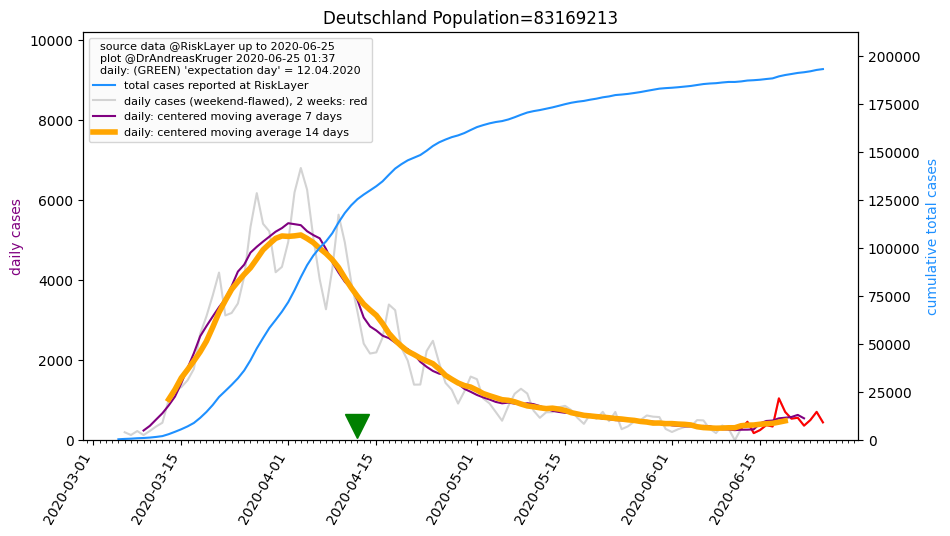 Deutschland Population=83169213
source data @RiskLayer up to 2020-06-25
plot @DrAndreasKruger 2020-06-25 01:37
daily: (GREEN) 'expectation day' = 12.04.2020
total cases reported at RiskLayer
daily cases (weekend-flawed), 2 weeks: red
daily: centered moving average 7 days
daily: centered moving average 14 days
daily cases
10000
8000
6000
4000
2000
0
200000
175000
150000
125000
100000
75000
50000
25000
0
cumulative total cases
2020-03-01
2020-03-15
2020-04-01
2020-04-15
2020-05-01
2020-05-15
2020-06-01
2020-06-15